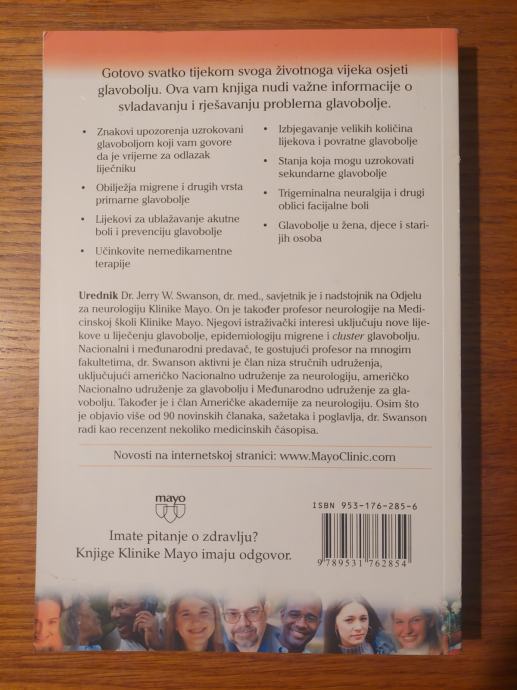 Gotovo svatko tijekom svoga životnoga vijeka osjeti
glavobolju. Ova vam knjiga nudi važne informacije o
svladavanju i rješavanju problema glavobolje.
• Znakovi upozorenja uzrokovani
glavoboljom koji vam govore
da je vrijeme za odlazak
liječniku
• Obilježja migrene i drugih vrsta
primarne glavobolje
• Lijekovi za ublažavanje akutne
boli i prevenciju glavobolje
• Učinkovite nemedikamentne
terapije
• Izbjegavanje velikih količina
lijekova i povratne glavobolje
• Stanja koja mogu uzrokovati
sekundarne glavobolje
• Trigeminalna neuralgija i drugi
oblici facijalne boli
• Glavobolje u žena, djece i stari-
jih osoba
Urednik Dr. Jerry W. Swanson, dr. med., savjetnik je i nadstojnik na Odjelu
za neurologiju Klinike Mayo. On je također profesor neurologije na Medi-
cinskoj školi Klinike Mayo. Njegovi istraživački interesi uključuju nove lije-
kove u liječenju glavobolje, epidemiologiju migrene i cluster glavobolju.
Nacionalni i međunarodni predavač, te gostujući profesor na mnogim
fakultetima, dr. Swanson aktivni je član niza stručnih udruženja,
uključujući američko Nacionalno udruženje za neurologiju, američko
Nacionalno udruženje za glavobolju i Međunarodno udruženje za gla-
vobolju. Također je i član Američke akademije za neurologiju. Osim što
je objavio više od 90 novinskih članaka, sažetaka i poglavlja, dr. Swanson
radi kao recenzent nekoliko medicinskih časopisa.
Novosti na internetskoj stranici: www.MayoClinic.com
mayo
Imate pitanje o zdravlju?
Knjige Klinike Mayo imaju odgovor.
ISBN 953-176-285-6
9 789531 762854